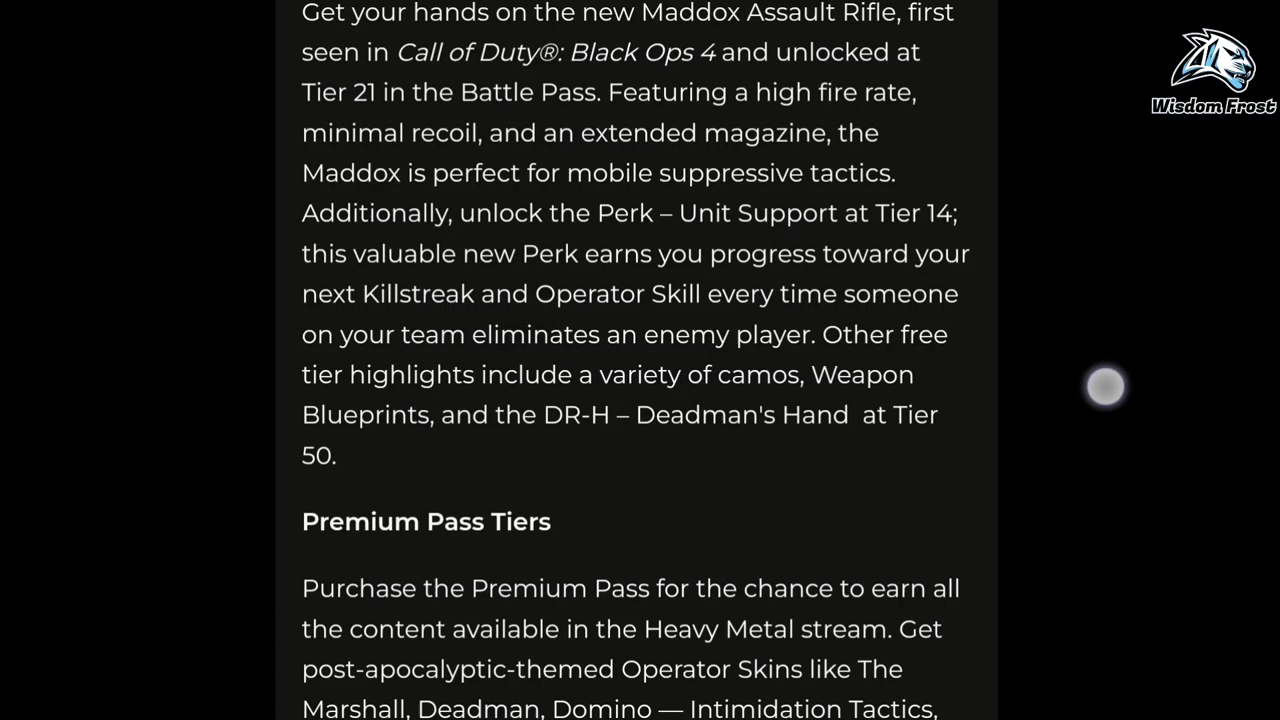 Get your hands on the new Maddox Assault Rifle, first
seen in Call of Duty®: Black Ops 4 and unlocked at
Tier 21 in the Battle Pass. Featuring a high fire rate,
minimal recoil, and an extended magazine, the
Maddox is perfect for mobile suppressive tactics.
Additionally, unlock the Perk – Unit Support at Tier 14;
this valuable new Perk earns you progress toward your
next Killstreak and Operator Skill every time someone
on your team eliminates an enemy player. Other free
tier highlights include a variety of camos, Weapon
Blueprints, and the DR-H – Deadman's Hand  at Tier
50.
Premium Pass Tiers
Purchase the Premium Pass for the chance to earn all
the content available in the Heavy Metal stream. Get
post-apocalyptic-themed Operator Skins like The
Marshall, Deadman, Domino — Intimidation Tactics,
Wisdom Frost